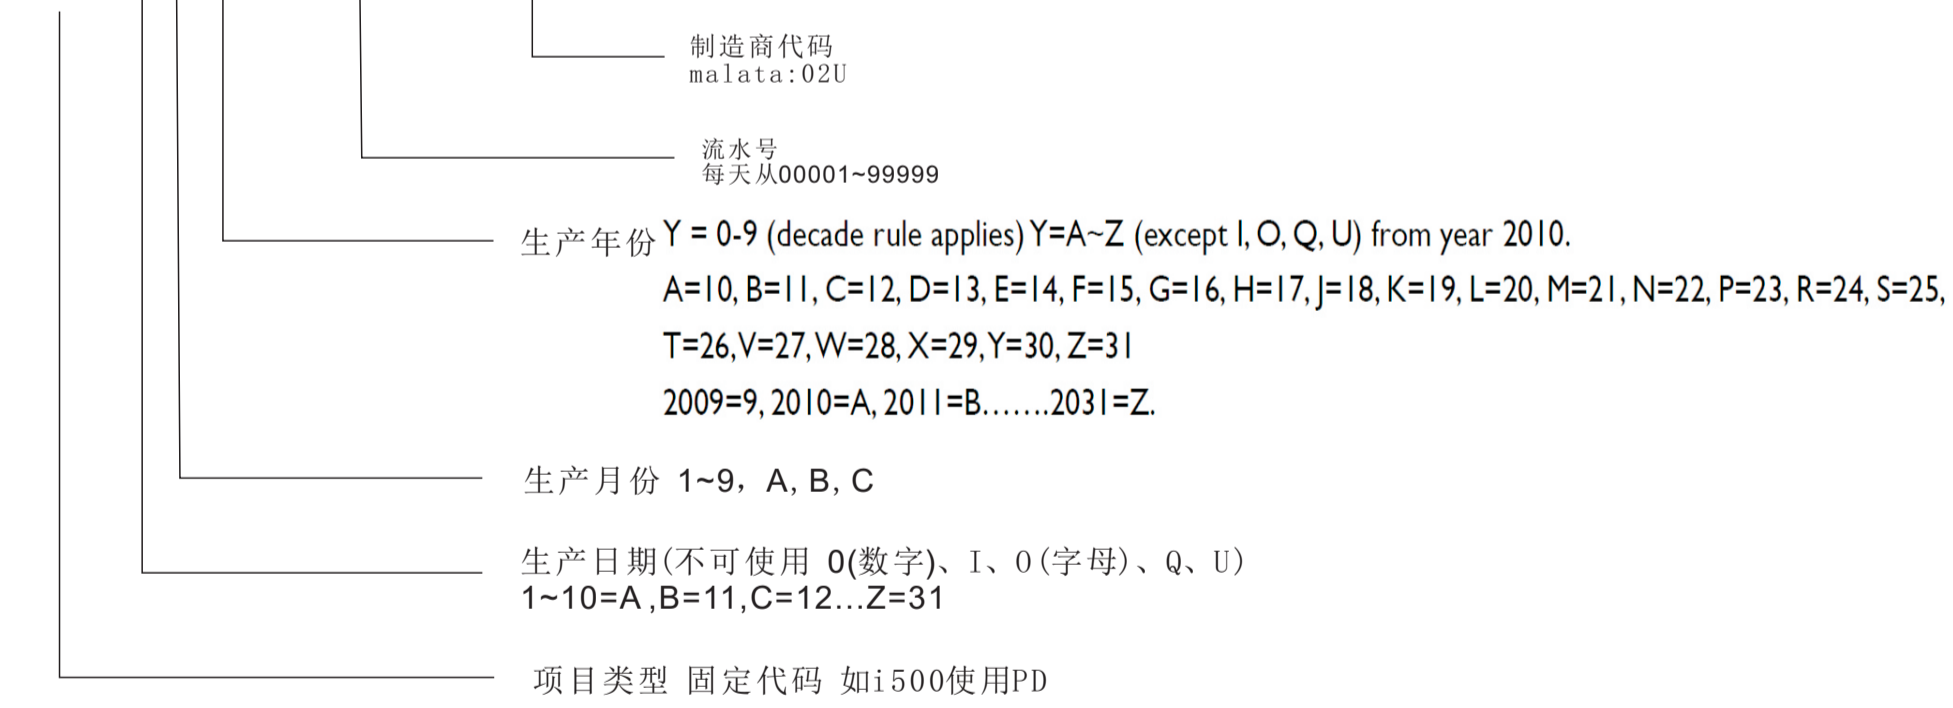 制造商代码
malata:02U
流水号
每天从00001~99999
生产年份 Y = 0-9 (decade rule applies) Y=A~Z (except I, O, Q, U) from year 2010.
A=10, B=11, C=12, D=13, E=14, F=15, G=16, H=17, J=18, K=19, L=20, M=21, N=22, P=23, R=24, S=25,
T=26,V=27,W=28, X=29,Y=30, Z=31
2009=9, 2010=A, 2011=B.......2031=Z.
生产月份 1~9，A, B, C
生产日期(不可使用 0(数字)、I、O(字母)、Q、U)
1~10=A ,B=11,C=12...Z=31
项目类型 固定代码 如i500使用PD